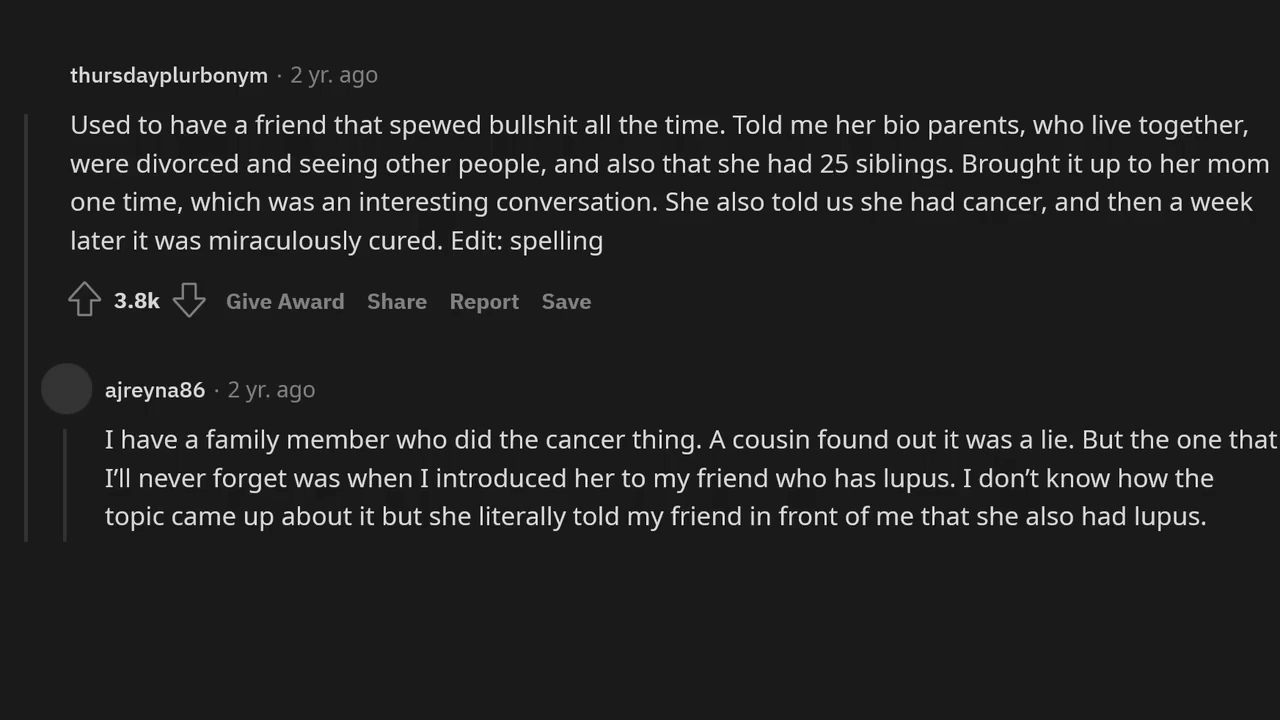 thursdayplurbonym · 2 yr. ago
Used to have a friend that spewed bullshit all the time. Told me her bio parents, who live together,
were divorced and seeing other people, and also that she had 25 siblings. Brought it up to her mom
one time, which was an interesting conversation. She also told us she had cancer, and then a week
later it was miraculously cured. Edit: spelling
3.8k Give Award Share Report Save
ajreyna86 · 2 yr. ago
I have a family member who did the cancer thing. A cousin found out it was a lie. But the one that
I’ll never forget was when I introduced her to my friend who has lupus. I don’t know how the
topic came up about it but she literally told my friend in front of me that she also had lupus.